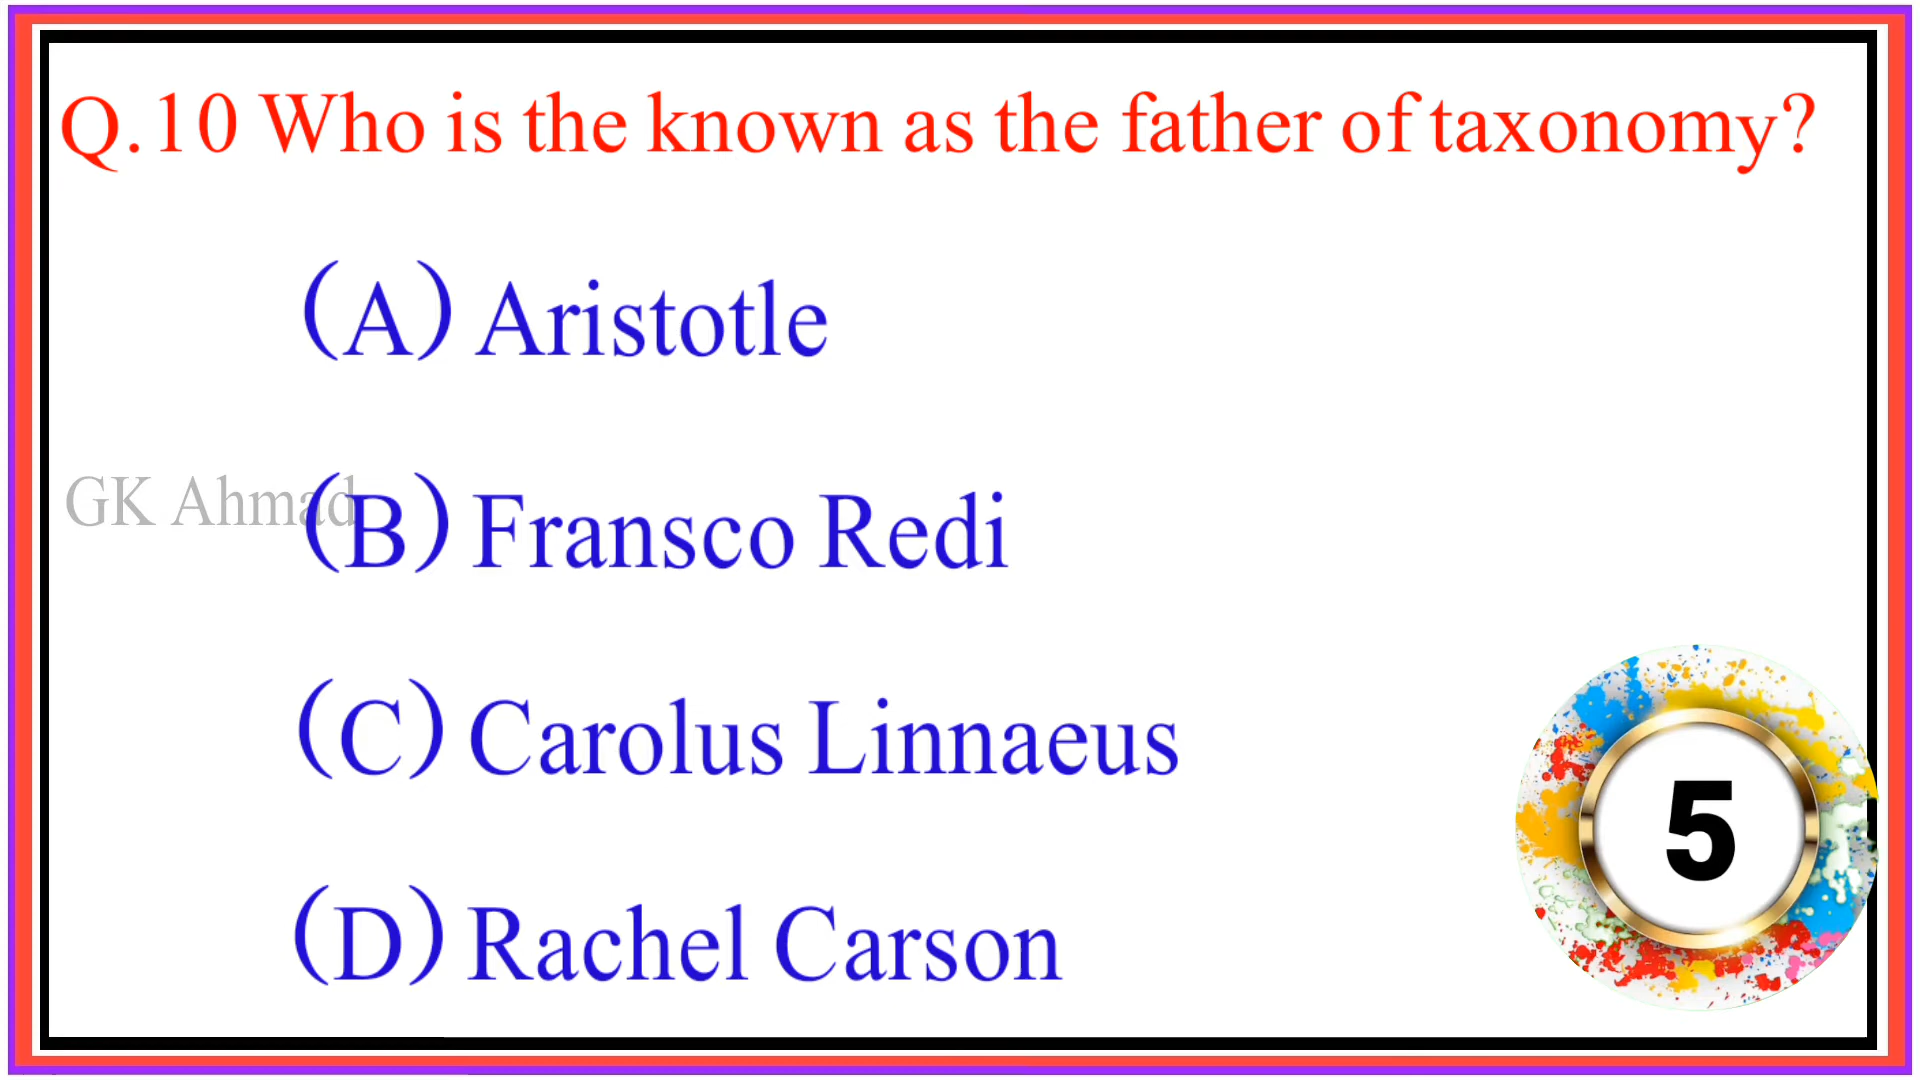 Q.10 Who is the known as the father of taxonomy?
(A) Aristotle
GK Ahmad
(B) Fransco Redi
(C) Carolus Linnaeus
(D) Rachel Carson
5